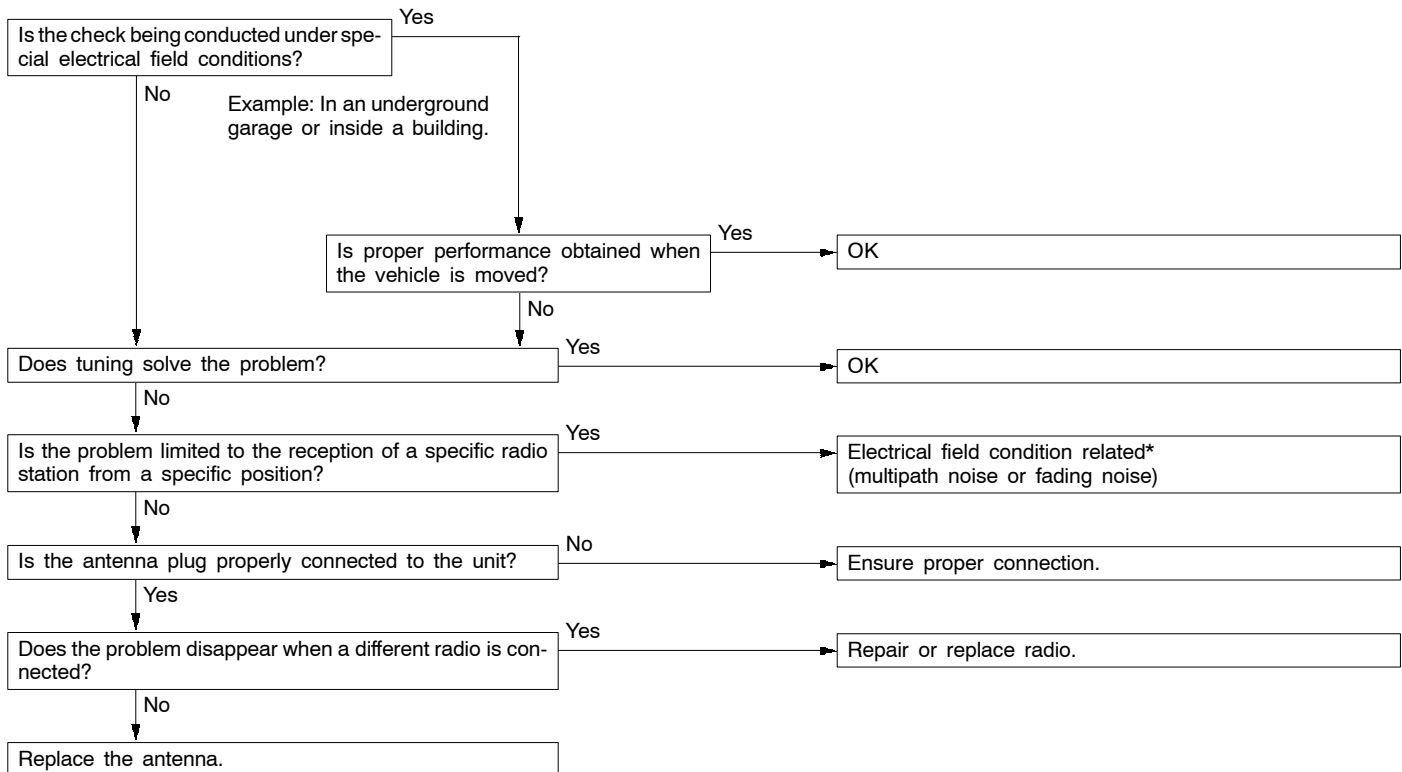 Is the check being conducted under spe-
cial electrical field conditions?
Yes
No
Example: In an underground
garage or inside a building.
Is proper performance obtained when
the vehicle is moved?
Yes
OK
No
Does tuning solve the problem?
Yes
OK
No
Is the problem limited to the reception of a specific radio
station from a specific position?
Yes
Electrical field condition related*
(multipath noise or fading noise)
No
Is the antenna plug properly connected to the unit?
No
Ensure proper connection.
Yes
Does the problem disappear when a different radio is con-
nected?
Yes
Repair or replace radio.
No
Replace the antenna.